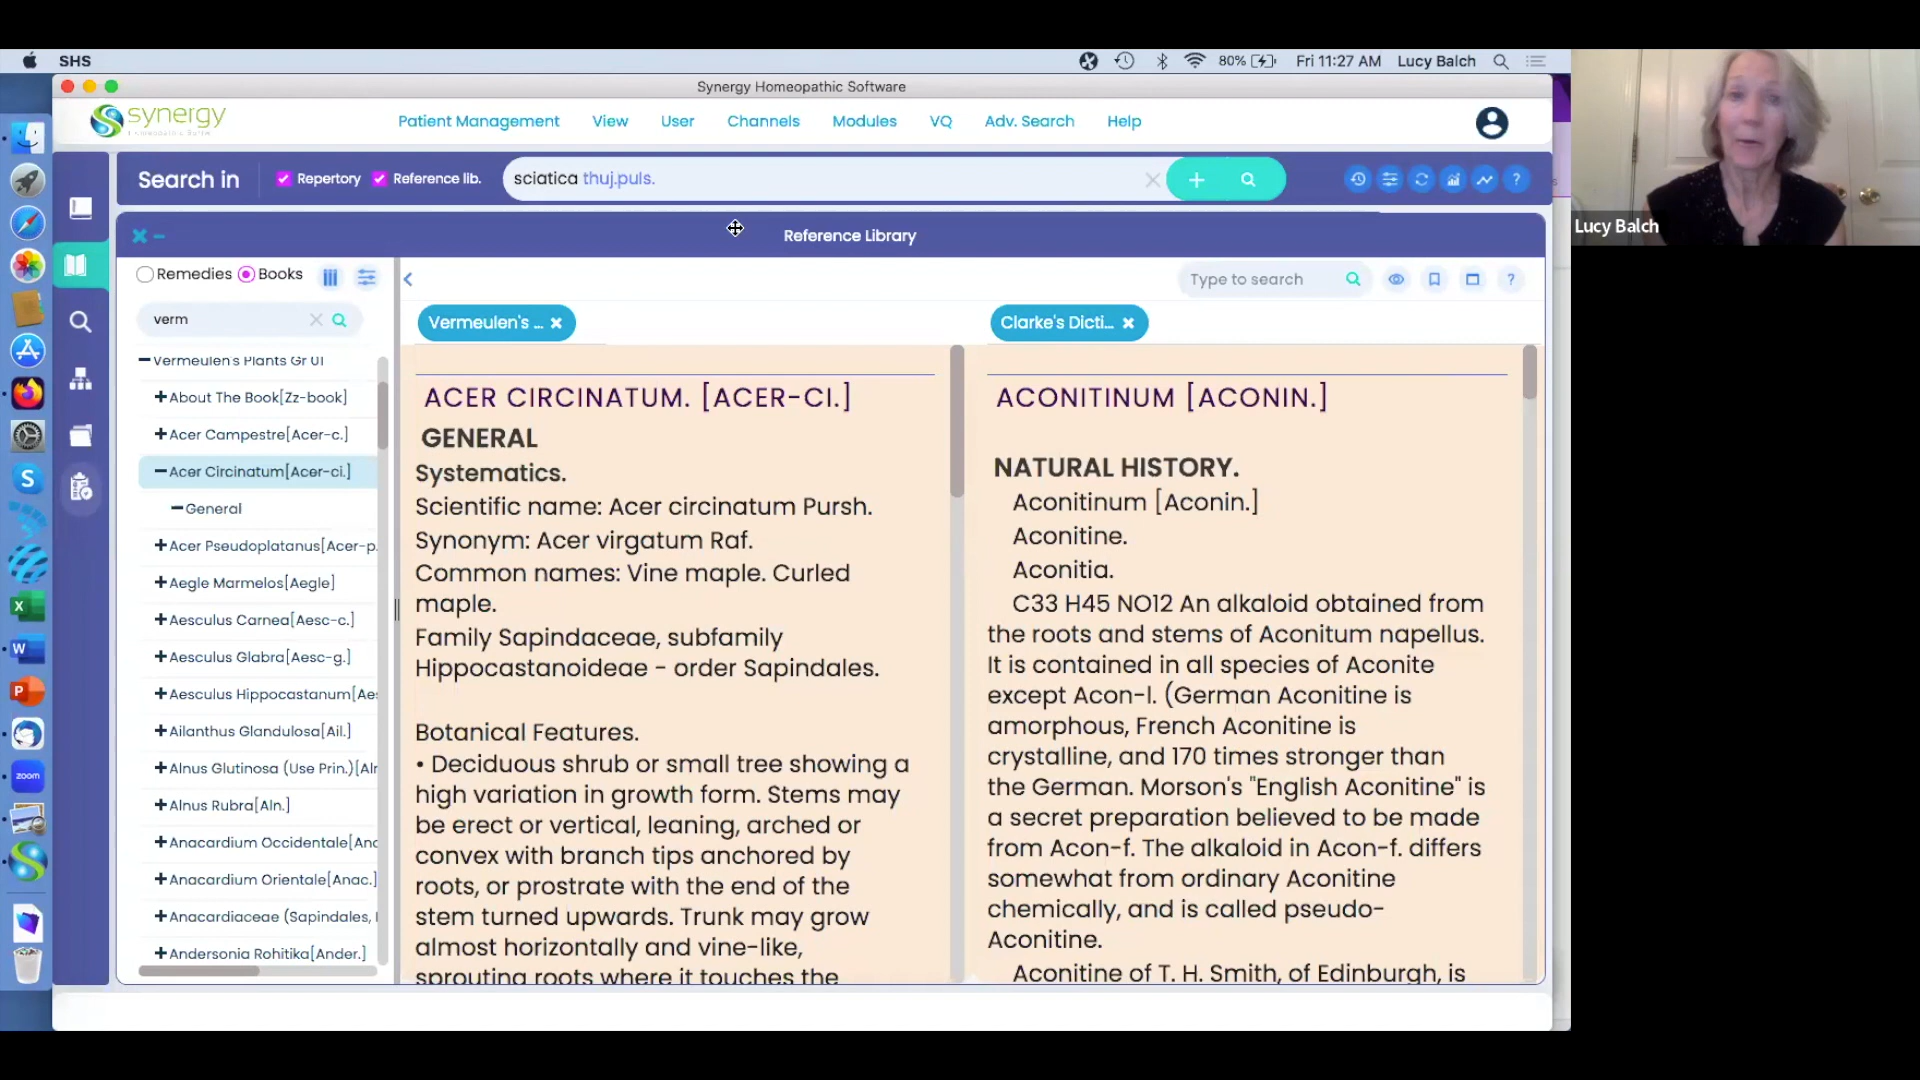 SHS
80%
Fri 11:27 AM
Lucy Balch
Synergy Homeopathic Software
synergy
Patient Management
View
User
Channels
Modules
VQ
Adv. Search
Help
Search in
Repertory
Reference lib.
sciatica thuj.puls.
Reference Library
Lucy Balch
Remedies
Books
Type to search
verm
Vermeulen's ...
Clarke's Dicti...
Vermeulen's Plants Gr 01
About The Book[Zz-book]
Acer Campestre[Acer-c.]
Acer Circinatum[Acer-ci.]
General
Acer Pseudoplatanus[Acer-p.
Aegle Marmelos[Aegle]
Aesculus Carnea[Aesc-c.]
Aesculus Glabra[Aesc-g.]
Aesculus Hippocastanum[Aes
Ailanthus Glandulosa[Ail.]
Alnus Glutinosa (Use Prin.)[Aln
Alnus Rubra[Aln.]
Anacardium Occidentale[Anc
Anacardium Orientale[Anac.]
Anacardiaceae (Sapindales,
Andersonia Rohitika[Ander.]
ACER CIRCINATUM. [ACER-CI.]
GENERAL
Systematics.
Scientific name: Acer circinatum Pursh.
Synonym: Acer virgatum Raf.
Common names: Vine maple. Curled
maple.
Family Sapindaceae, subfamily
Hippocastanoideae - order Sapindales.
Botanical Features.
• Deciduous shrub or small tree showing a
high variation in growth form. Stems may
be erect or vertical, leaning, arched or
convex with branch tips anchored by
roots, or prostrate with the end of the
stem turned upwards. Trunk may grow
almost horizontally and vine-like,
sprouting roots where it touches the
ACONITINUM [ACONIN.]
NATURAL HISTORY.
Aconitinum [Aconin.]
Aconitine.
Aconitia.
C33 H45 NO12 An alkaloid obtained from
the roots and stems of Aconitum napellus.
It is contained in all species of Aconite
except Acon-l. (German Aconitine is
amorphous, French Aconitine is
crystalline, and 170 times stronger than
the German. Morson's "English Aconitine" is
a secret preparation believed to be made
from Acon-f. The alkaloid in Acon-f. differs
somewhat from ordinary Aconitine
chemically, and is called pseudo-
Aconitine.
Aconitine of T. H. Smith, of Edinburgh, is
zoom